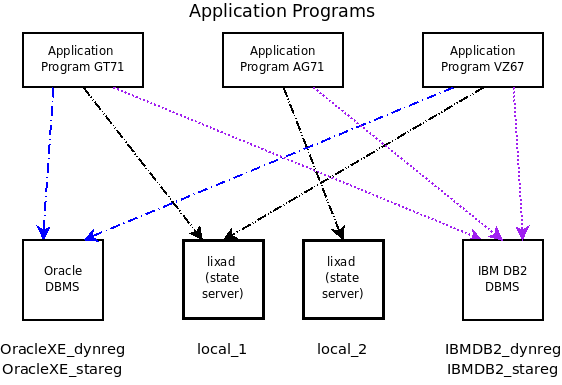 Application Programs
Application
Program GT71
Application
Program AG71
Application
Program VZ67
Oracle
DBMS
lixad
(state
server)
lixad
(state
server)
IBM DB2
DBMS
OracleXE_dynreg
OracleXE_stareg
local_1
local_2
IBMDB2_dynreg
IBMDB2_stareg